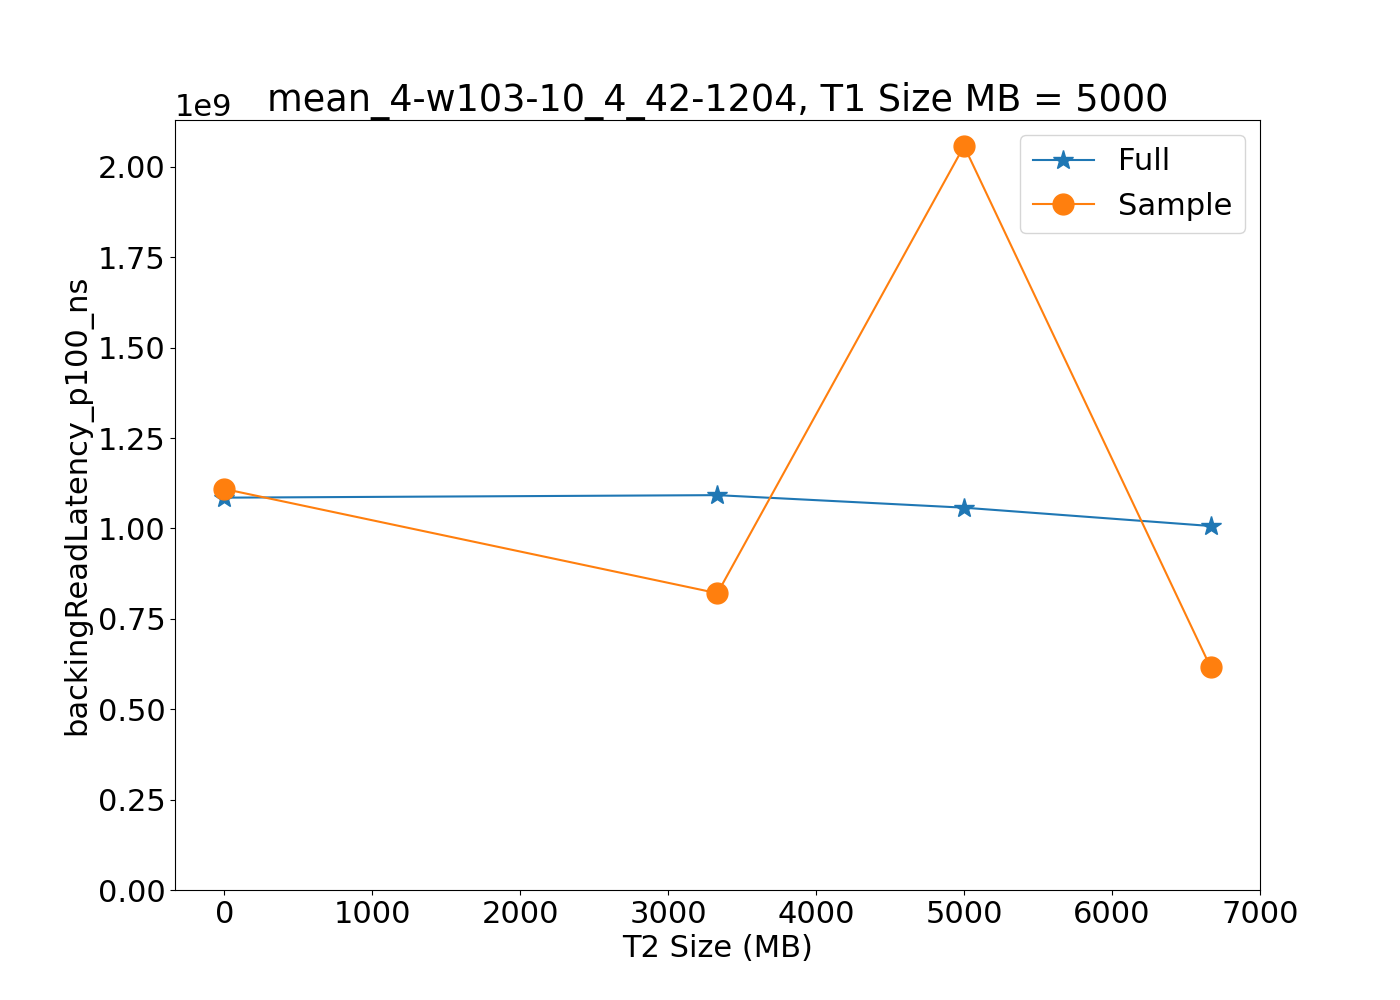 1e9
mean_4-w103-10_4_42-1204, T1 Size MB = 5000
Full
Sample
2.00
1.75
1.50
1.25
1.00
0.75
0.50
0.25
0.00
backingReadLatency_p100_ns
0 1000 2000 3000 4000 5000 6000 7000
T2 Size (MB)